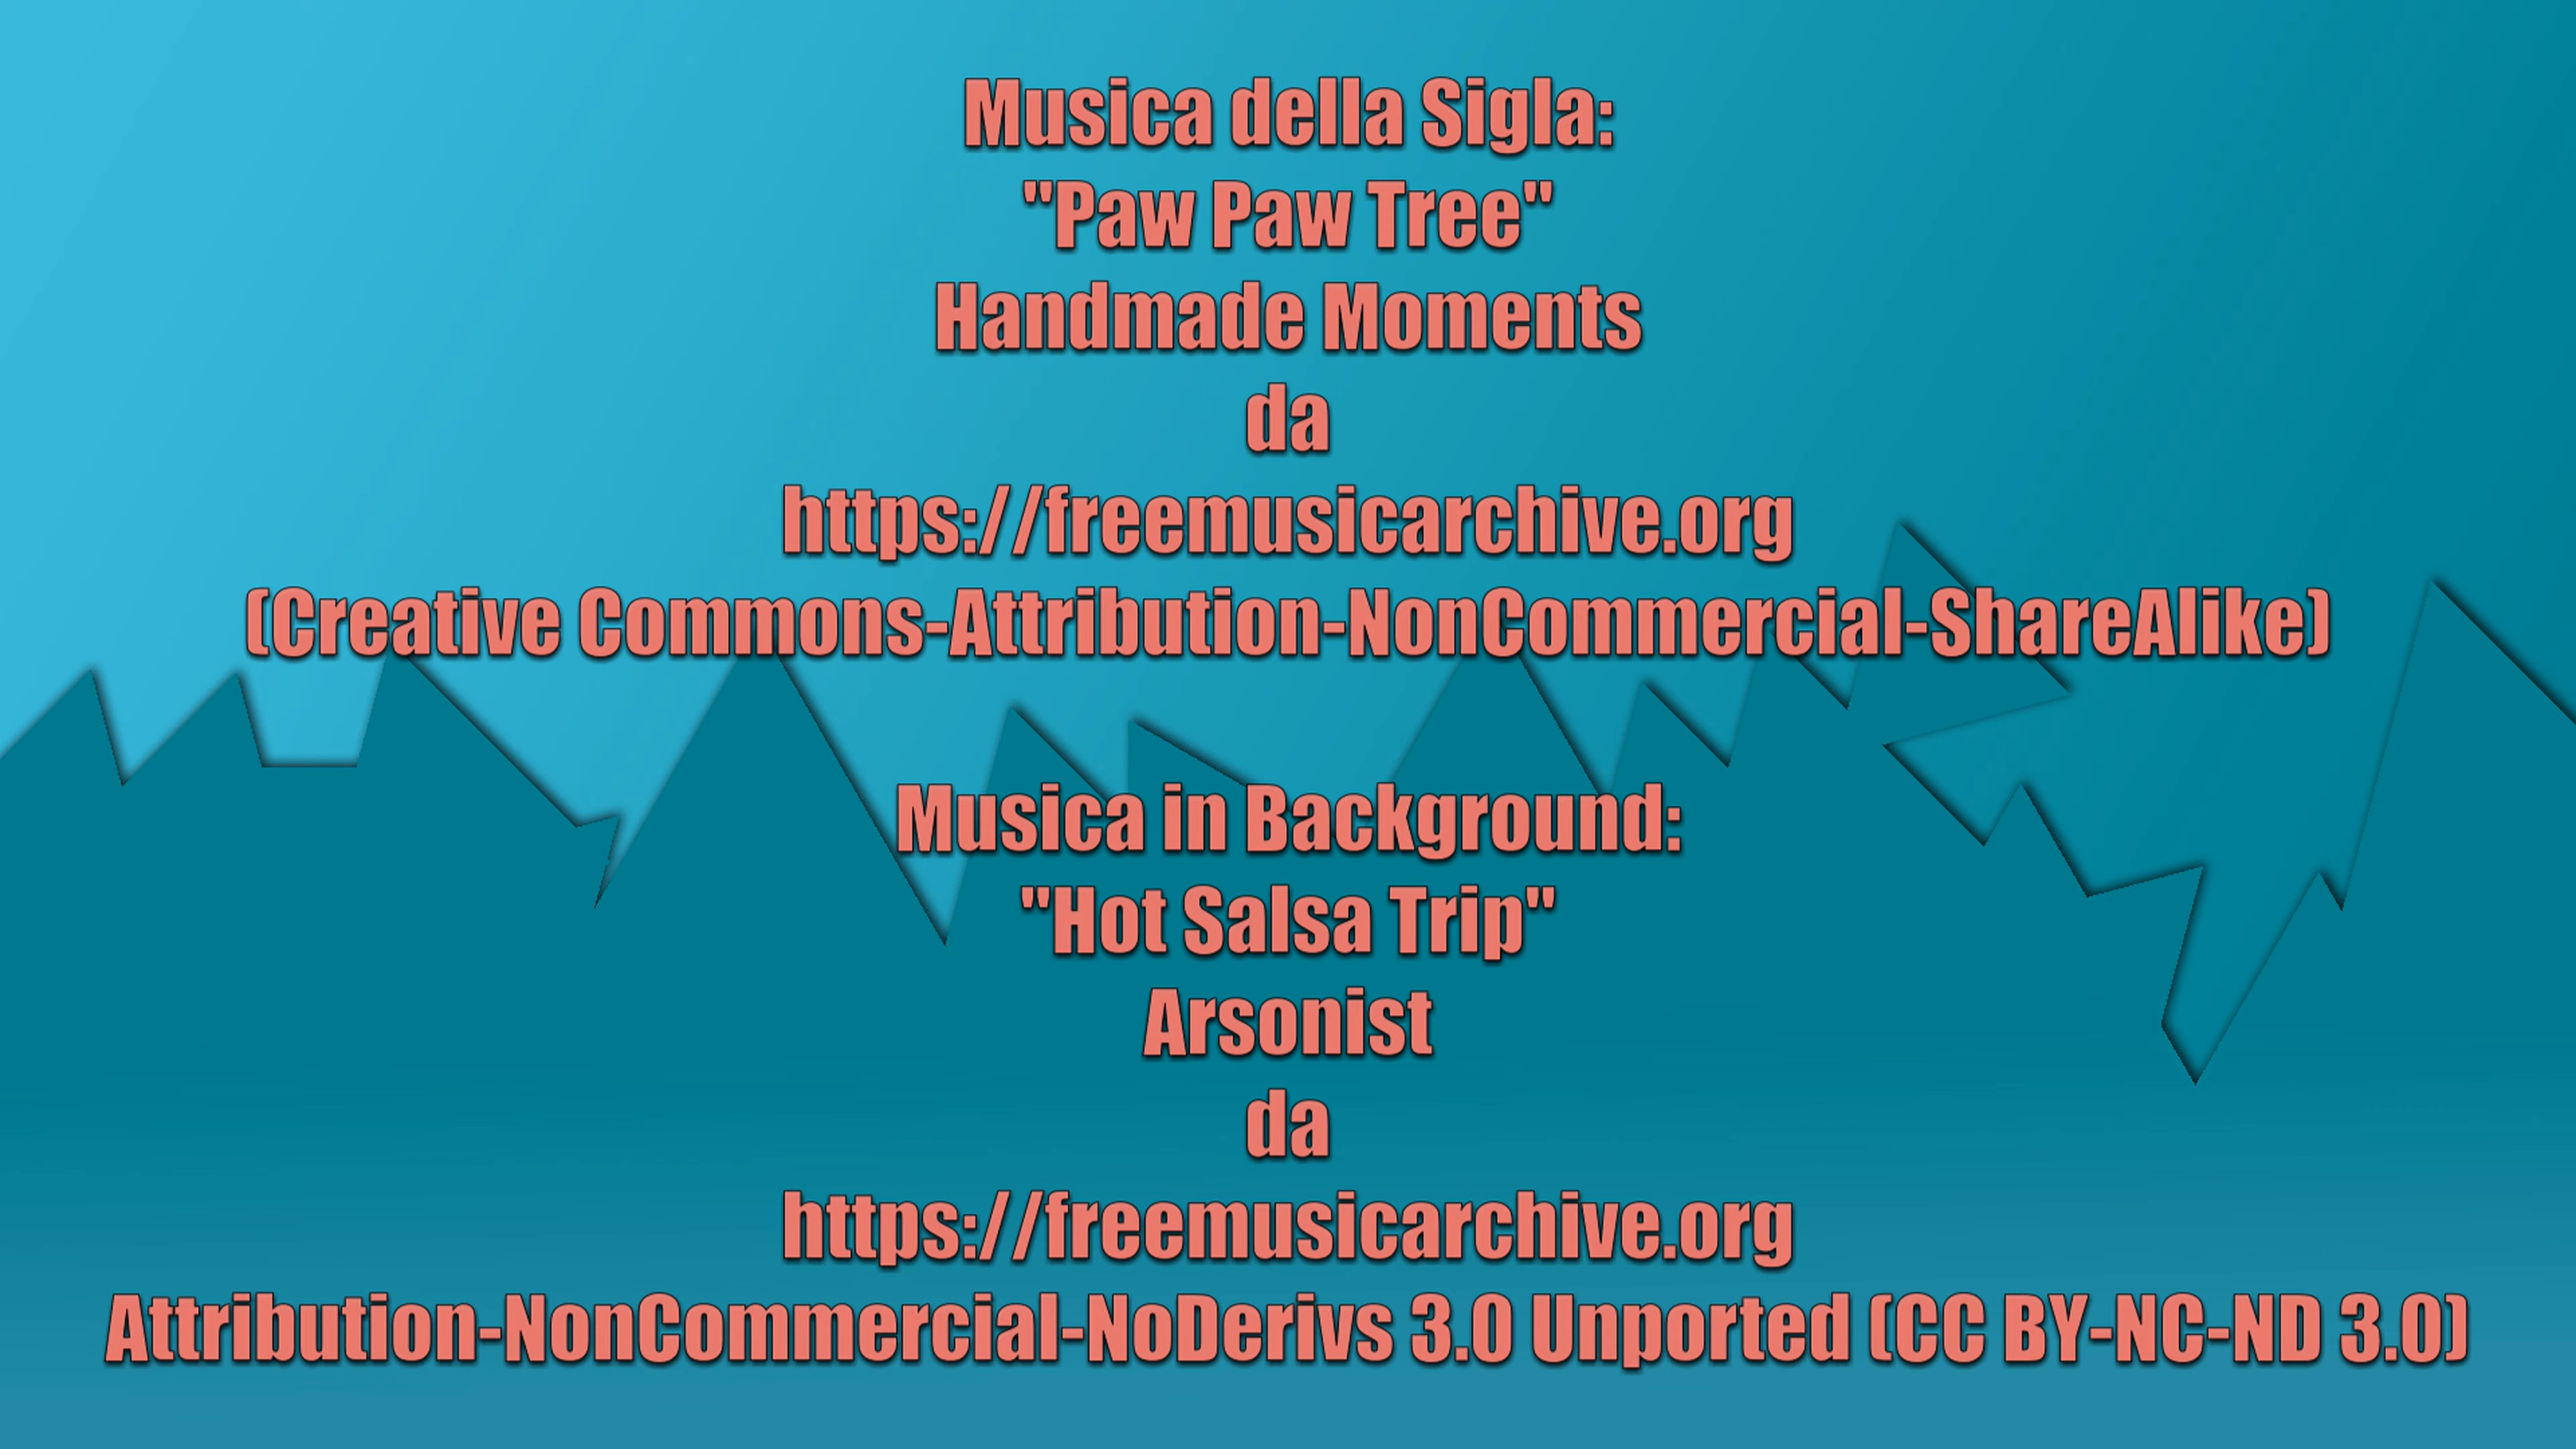 Musica della Sigla:
"Paw Paw Tree"
Handmade Moments
da
https://freemusicarchive.org
(Creative Commons-Attribution-NonCommercial-ShareAlike)
Musica in Background:
"Hot Salsa Trip"
Arsonist
da
https://freemusicarchive.org
Attribution-NonCommercial-NoDerivs 3.0 Unported (CC BY-NC-ND 3.0)